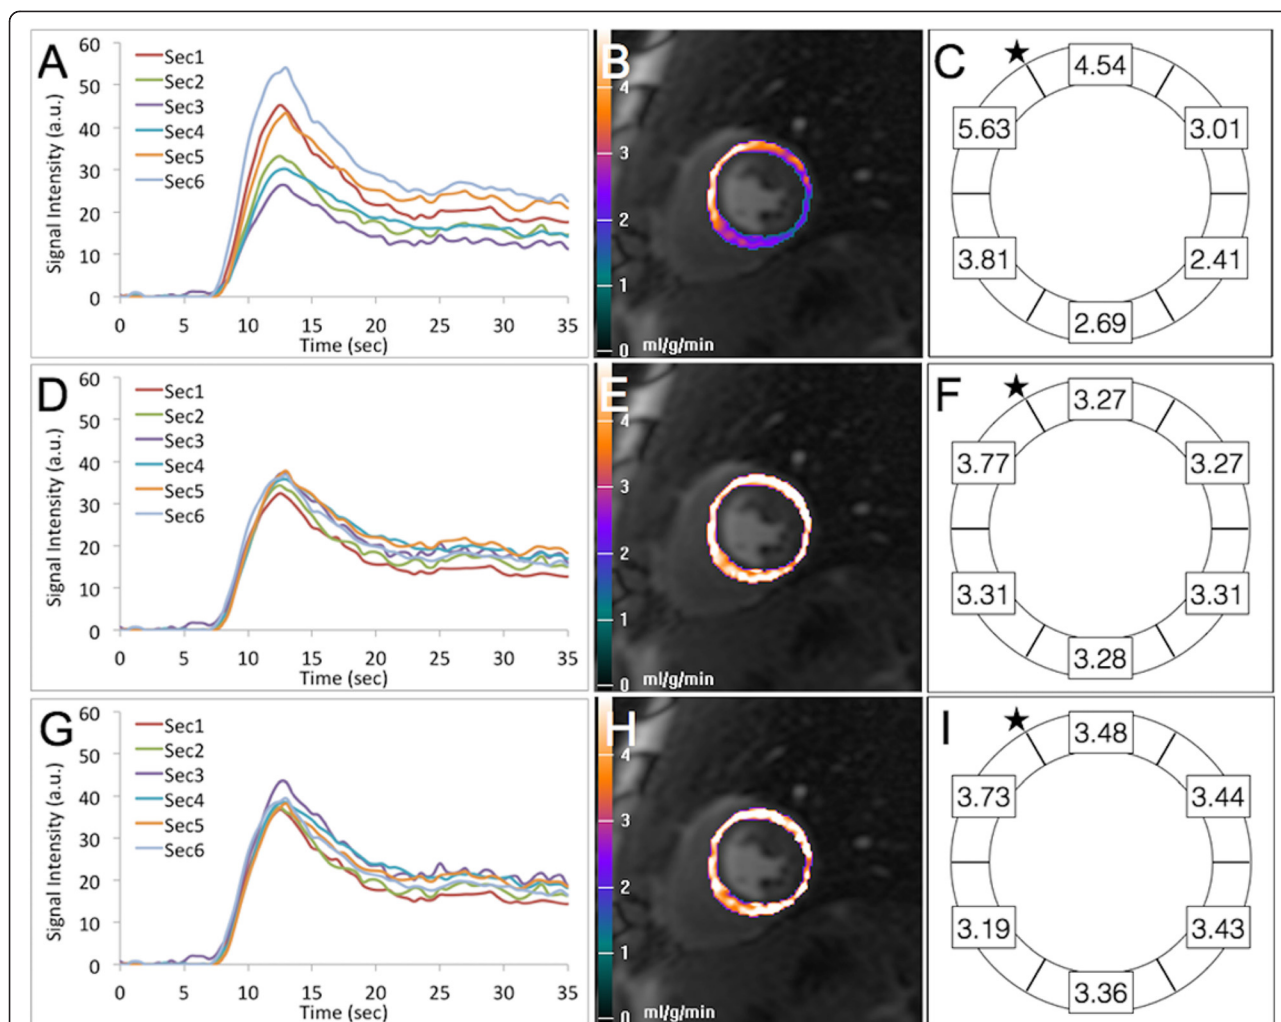 A
60
50
40
30
20
10
0
Signal Intensity (a.u.)
Sec1
Sec2
Sec3
Sec4
Sec5
Sec6
0 5 10 15 20 25 30 35
Time (sec)
B
4
3
2
1
0 ml/g/min
C
★
4.54
5.63 3.01
3.81 2.41
2.69
D
60
50
40
30
20
10
0
Signal Intensity (a.u.)
Sec1
Sec2
Sec3
Sec4
Sec5
Sec6
0 5 10 15 20 25 30 35
Time (sec)
E
4
3
2
1
0 ml/g/min
F
★
3.27
3.77 3.27
3.31 3.31
3.28
G
60
50
40
30
20
10
0
Signal Intensity (a.u.)
Sec1
Sec2
Sec3
Sec4
Sec5
Sec6
0 5 10 15 20 25 30 35
Time (sec)
H
4
3
2
1
0 ml/g/min
I
★
3.48
3.73 3.44
3.19 3.43
3.36